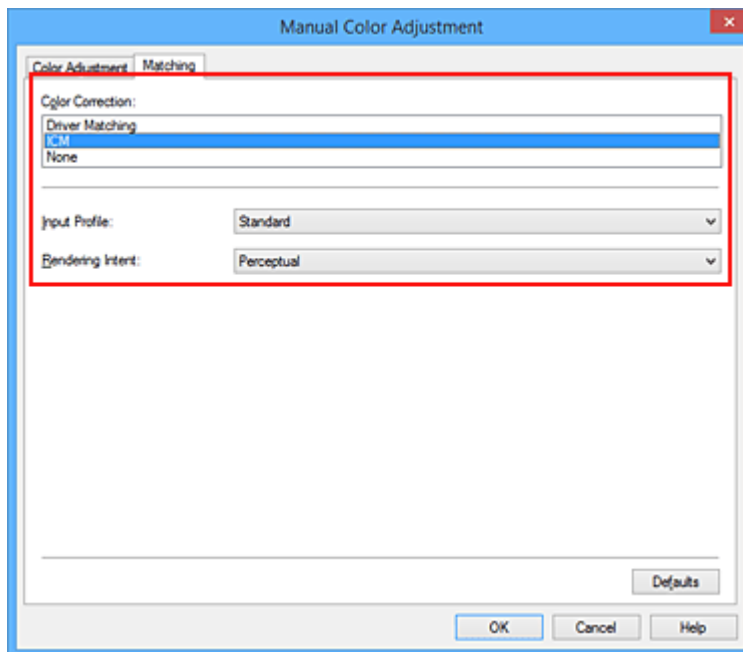 Manual Color Adjustment
Color Adjustment Matching
Color Correction:
Driver Matching
ICM
None
Input Profile: Standard
Rendering Intent: Perceptual
Defaults
OK Cancel Help